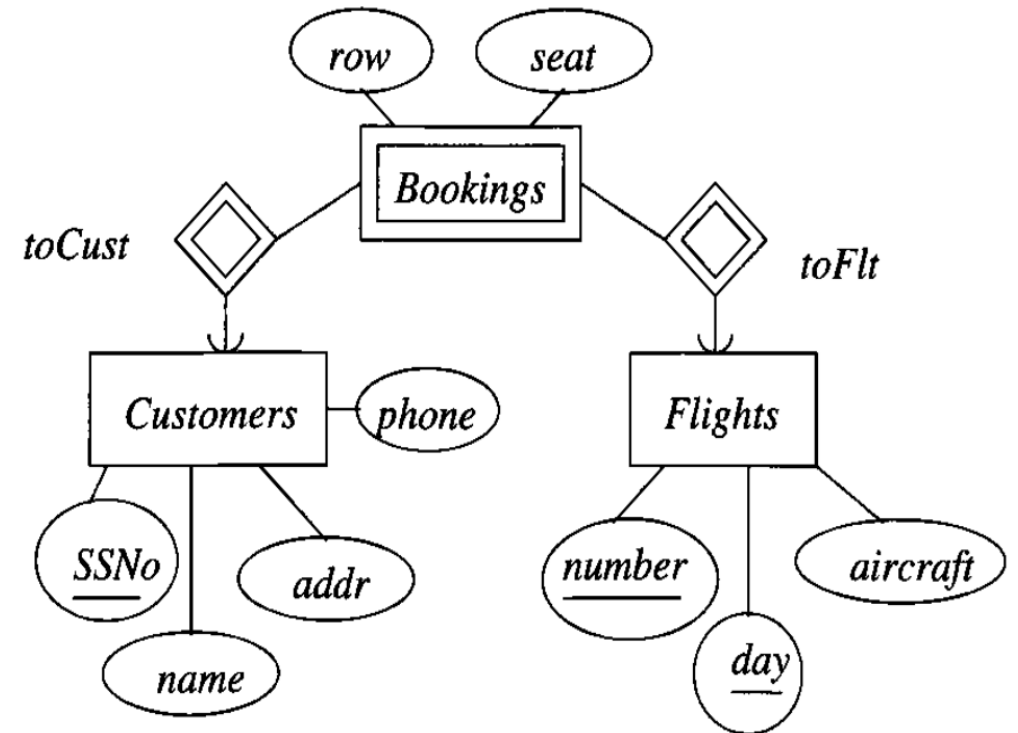 row
seat
Bookings
toCust
toFlt
Customers
phone
Flights
SSNo
addr
number
aircraft
name
day